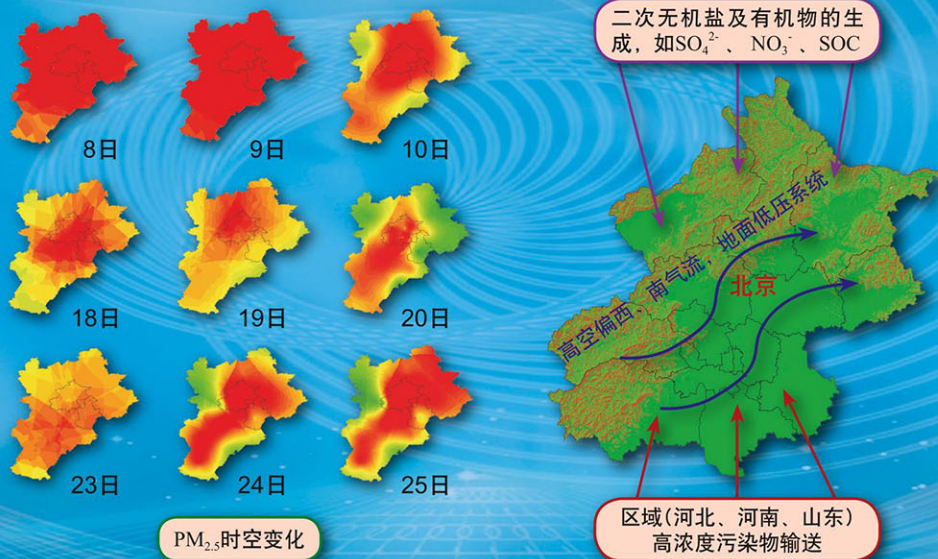 8日
9日
10日
18日
19日
20日
23日
24日
25日
PM₂.₅时空变化
二次无机盐及有机物的生
成，如SO₄²⁻、NO₃⁻、SOC
高空偏西、南气流，地面低压系统
北京
区域(河北、河南、山东)
高浓度污染物输送